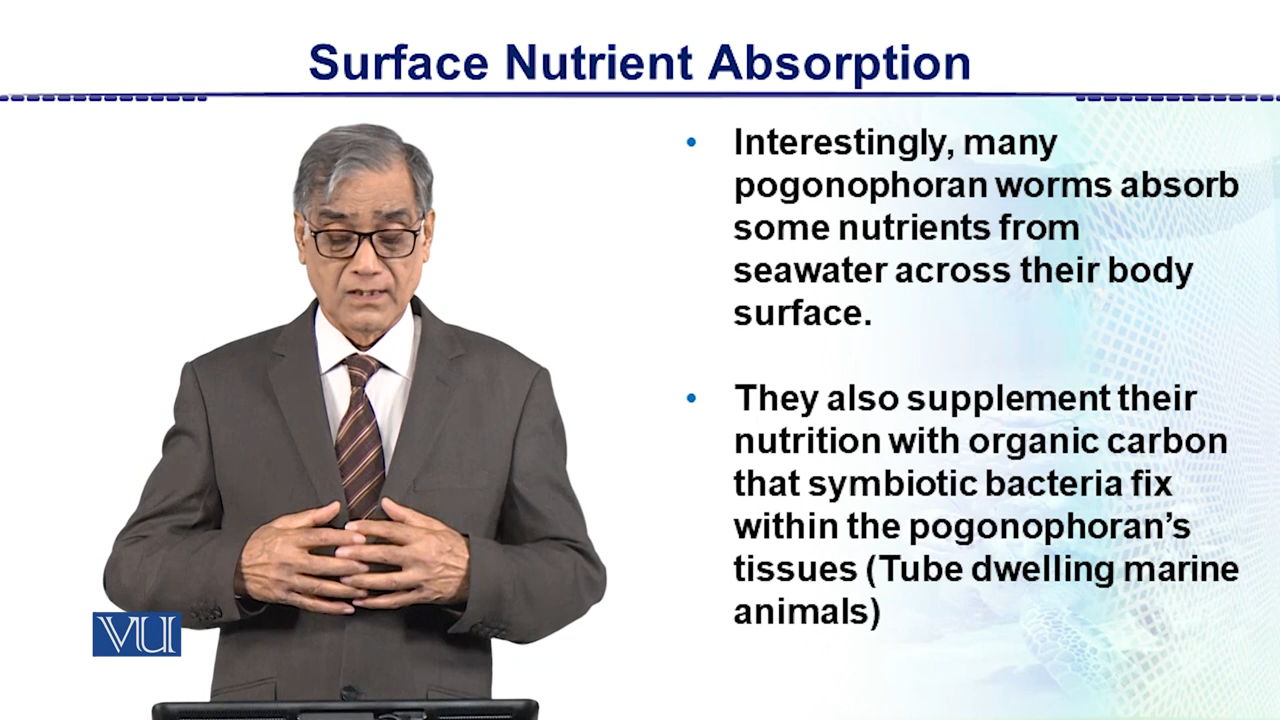 Surface Nutrient Absorption
• Interestingly, many
pogonophoran worms absorb
some nutrients from
seawater across their body
surface.
• They also supplement their
nutrition with organic carbon
that symbiotic bacteria fix
within the pogonophoran’s
tissues (Tube dwelling marine
animals)
VU